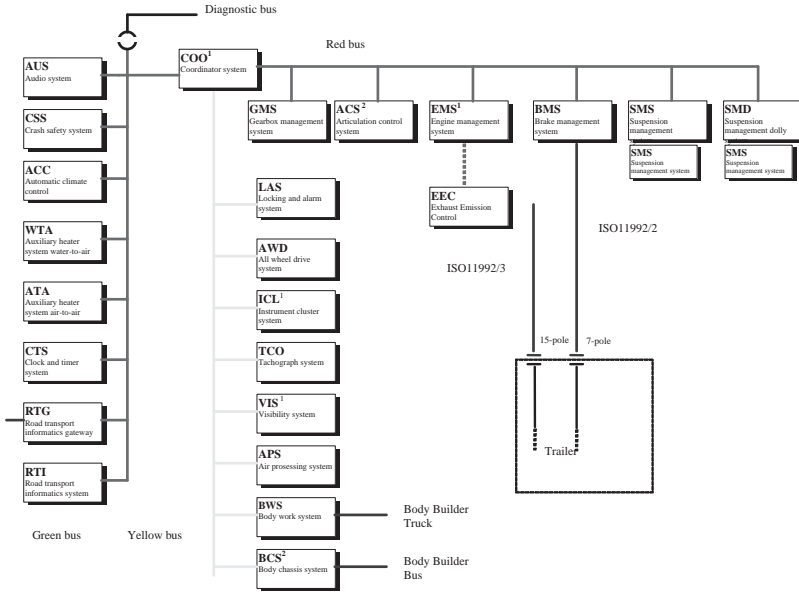 Diagnostic bus
Red bus
COO1
Coordinator system
AUS
Audio system
CSS
Crash safety system
ACC
Automatic climate
control
WTA
Auxiliary heater
system water-to-air
ATA
Auxiliary heater
system air-to-air
CTS
Clock and timer
system
RTG
Road transport
informatics gateway
RTI
Road transport
informatics system
Green bus
Yellow bus
GMS
Gearbox management
system
ACS2
Articulation control
system
EMS1
Engine management
system
BMS
Brake management
system
SMS
Suspension
management
SMS
Suspension
management system
SMD
Suspension
management dolly
SMS
Suspension
management system
EEC
Exhaust Emission
Control
LAS
Locking and alarm
system
AWD
All wheel drive
system
ICL1
Instrument cluster
system
TCO
Tachograph system
VIS1
Visibility system
APS
Air prosessing system
BWS
Body work system
BCS2
Body chassis system
Body Builder
Truck
Body Builder
Bus
ISO11992/2
ISO11992/3
15-pole
7-pole
Trailer